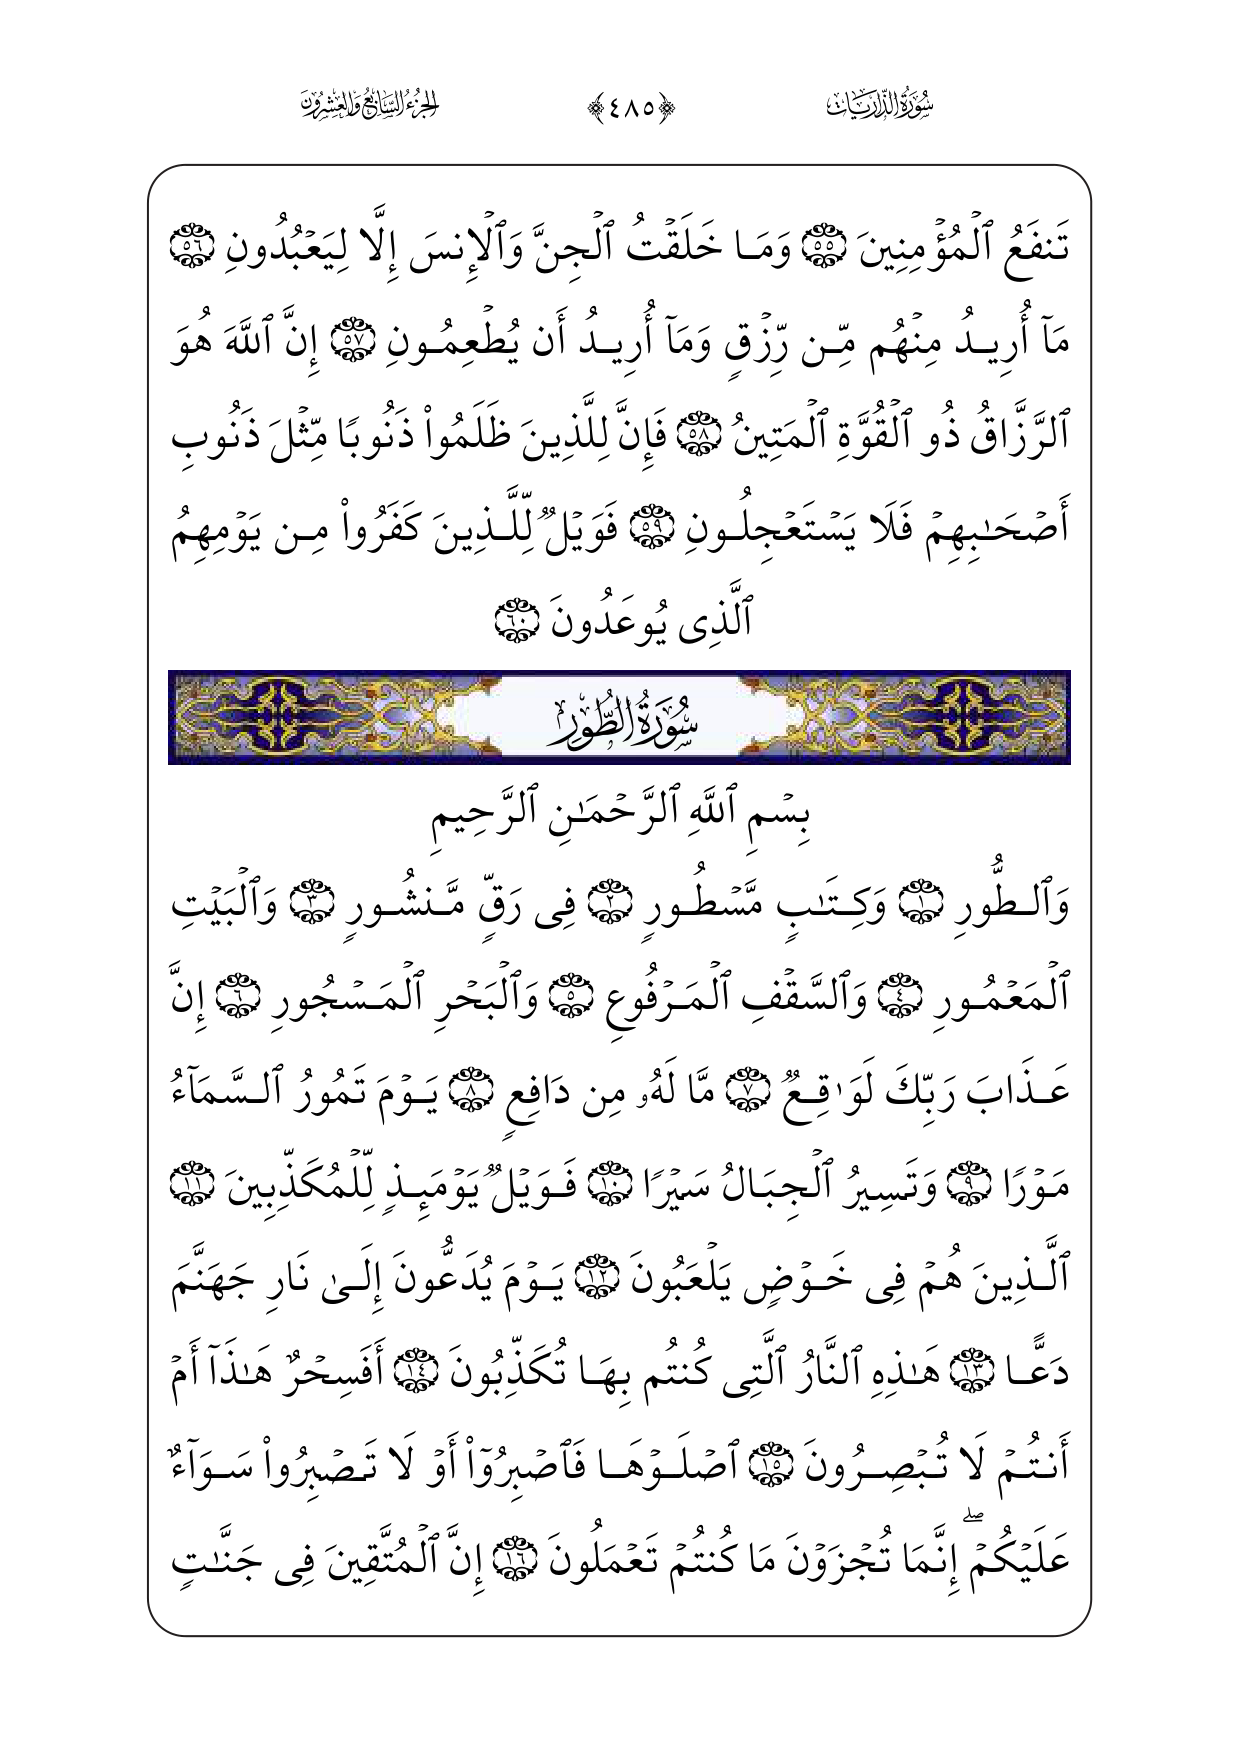 سُورَةُ الذَّارِيَاتِ ﴿٤٨٥﴾ الجُزْءُ السَّابِعُ وَالعِشْرُونَ
تَنفَعُ ٱلْمُؤْمِنِينَ ٥٥ وَمَا خَلَقْتُ ٱلْجِنَّ وَٱلْإِنسَ إِلَّا لِيَعْبُدُونِ ٥٦
مَآ أُرِيدُ مِنْهُم مِّن رِّزْقٍ وَمَآ أُرِيدُ أَن يُطْعِمُونِ ٥٧ إِنَّ ٱللَّهَ هُوَ
ٱلرَّزَّاقُ ذُو ٱلْقُوَّةِ ٱلْمَتِينُ ٥٨ فَإِنَّ لِلَّذِينَ ظَلَمُوا۟ ذَنُوبًا مِّثْلَ ذَنُوبِ
أَصْحَٰبِهِمْ فَلَا يَسْتَعْجِلُونِ ٥٩ فَوَيْلٌ لِّلَّذِينَ كَفَرُوا۟ مِن يَوْمِهِمُ
ٱلَّذِى يُوعَدُونَ ٦٠
سُورَةُ الطُّورِ
بِسْمِ ٱللَّهِ ٱلرَّحْمَٰنِ ٱلرَّحِيمِ
وَٱلطُّورِ ١ وَكِتَٰبٍ مَّسْطُورٍ ٢ فِى رَقٍّ مَّنشُورٍ ٣ وَٱلْبَيْتِ
ٱلْمَعْمُورِ ٤ وَٱلسَّقْفِ ٱلْمَرْفُوعِ ٥ وَٱلْبَحْرِ ٱلْمَسْجُورِ ٦ إِنَّ
عَذَابَ رَبِّكَ لَوَٰقِعٌ ٧ مَّا لَهُۥ مِن دَافِعٍ ٨ يَوْمَ تَمُورُ ٱلسَّمَآءُ
مَوْرًا ٩ وَتَسِيرُ ٱلْجِبَالُ سَيْرًا ١٠ فَوَيْلٌ يَوْمَئِذٍ لِّلْمُكَذِّبِينَ ١١
ٱلَّذِينَ هُمْ فِى خَوْضٍ يَلْعَبُونَ ١٢ يَوْمَ يُدَعُّونَ إِلَىٰ نَارِ جَهَنَّمَ
دَعًّا ١٣ هَٰذِهِ ٱلنَّارُ ٱلَّتِى كُنتُم بِهَا تُكَذِّبُونَ ١٤ أَفَسِحْرٌ هَٰذَآ أَمْ
أَنتُمْ لَا تُبْصِرُونَ ١٥ ٱصْلَوْهَا فَٱصْبِرُوٓا۟ أَوْ لَا تَصْبِرُوا۟ سَوَآءٌ
عَلَيْكُمْ ۖ إِنَّمَا تُجْزَوْنَ مَا كُنتُمْ تَعْمَلُونَ ١٦ إِنَّ ٱلْمُتَّقِينَ فِى جَنَّٰتٍ